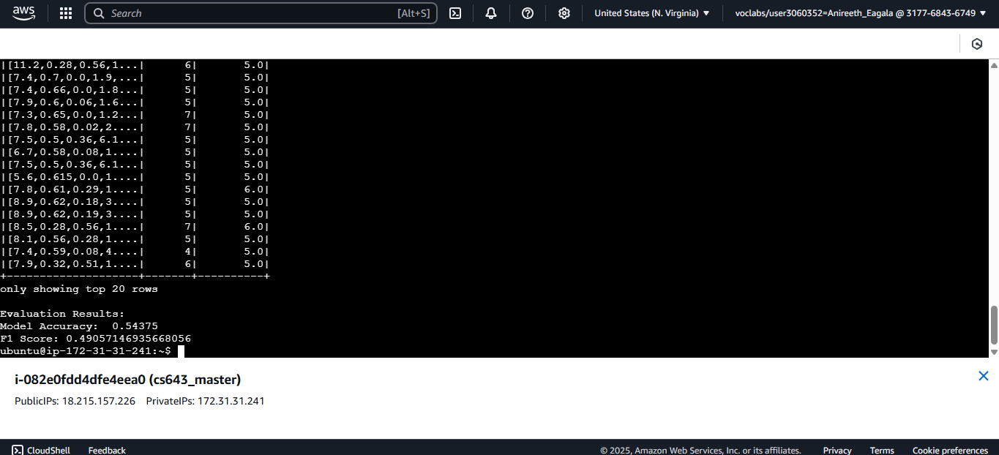 aws
Search [Alt+S] United States (N. Virginia) ▼ voclabs/user3060352=Anireeth_Eagala @ 3177-6843-6749 ▼
|[11.2,0.28,0.56,1...|      6|       5.0|
|[7.4,0.7,0.0,1.9,...|      5|       5.0|
|[7.4,0.66,0.0,1.8...|      5|       5.0|
|[7.9,0.6,0.06,1.6...|      5|       5.0|
|[7.3,0.65,0.0,1.2...|      7|       5.0|
|[7.8,0.58,0.02,2....|      7|       5.0|
|[7.5,0.5,0.36,6.1...|      5|       5.0|
|[6.7,0.58,0.08,1....|      5|       5.0|
|[7.5,0.5,0.36,6.1...|      5|       5.0|
|[5.6,0.615,0.0,1....|      5|       5.0|
|[7.8,0.61,0.29,1....|      5|       6.0|
|[8.9,0.62,0.18,3....|      5|       5.0|
|[8.9,0.62,0.19,3....|      5|       5.0|
|[8.5,0.28,0.56,1....|      7|       6.0|
|[8.1,0.56,0.28,1....|      5|       5.0|
|[7.4,0.59,0.08,4....|      4|       5.0|
|[7.9,0.32,0.51,1....|      6|       5.0|
+--------------------+-------+----------+
only showing top 20 rows
Evaluation Results:
Model Accuracy:  0.54375
F1 Score: 0.49057146935668056
ubuntu@ip-172-31-31-241:~$
i-082e0fdd4dfe4eea0 (cs643_master)
PublicIPs: 18.215.157.226 PrivateIPs: 172.31.31.241
CloudShell Feedback © 2025, Amazon Web Services, Inc. or its affiliates. Privacy Terms Cookie preferences